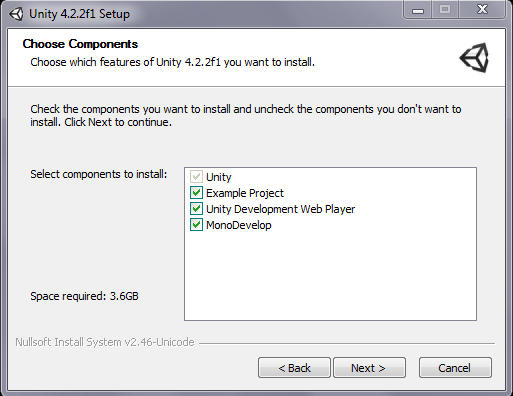 Unity 4.2.2f1 Setup
Choose Components
Choose which features of Unity 4.2.2f1 you want to install.
Check the components you want to install and uncheck the components you don't want to
install. Click Next to continue.
Select components to install:
Unity
Example Project
Unity Development Web Player
MonoDevelop
Space required: 3.6GB
Nullsoft Install System v2.46-Unicode
< Back
Next >
Cancel